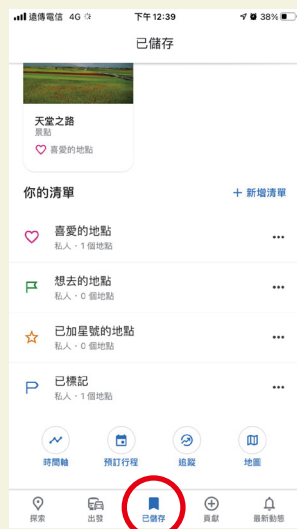 遠傳電信 4G 下午12:39 38%
已儲存
天堂之路
景點
喜愛的地點
你的清單
+ 新增清單
喜愛的地點
私人・1 個地點
想去的地點
私人・0 個地點
已加星號的地點
私人・0 個地點
已標記
私人・1 個地點
時間軸 預訂行程 追蹤 地圖
探索 出發 已儲存 貢獻 最新動態